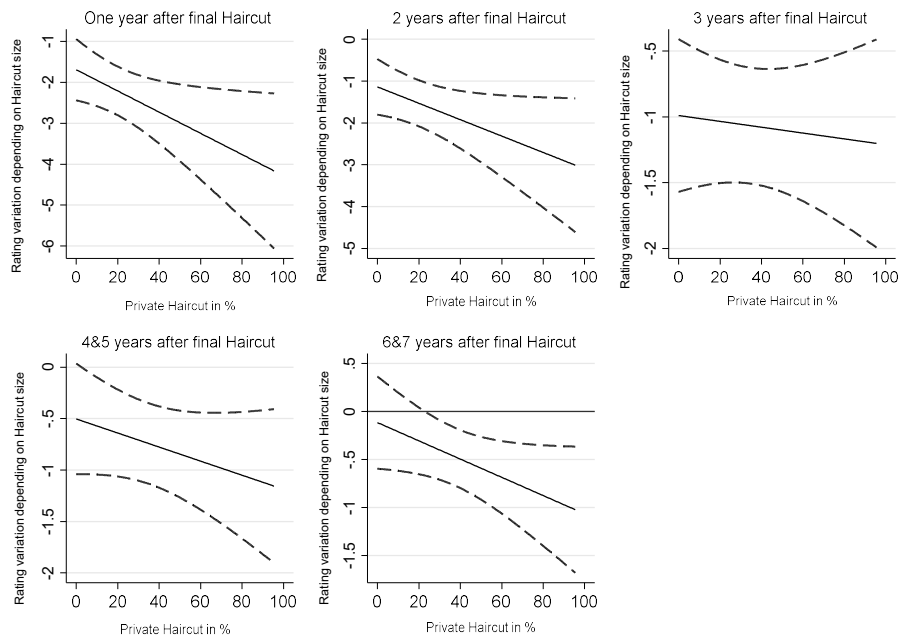 One year after final Haircut
Rating variation depending on Haircut size
-1
-2
-3
-4
-5
-6
0 20 40 60 80 100
Private Haircut in %
2 years after final Haircut
Rating variation depending on Haircut size
0
-1
-2
-3
-4
-5
0 20 40 60 80 100
Private Haircut in %
3 years after final Haircut
Rating variation depending on Haircut size
-.5
-1
-1.5
-2
0 20 40 60 80 100
Private Haircut in %
4&5 years after final Haircut
Rating variation depending on Haircut size
0
-.5
-1
-1.5
-2
0 20 40 60 80 100
Private Haircut in %
6&7 years after final Haircut
Rating variation depending on Haircut size
.5
0
-.5
-1
-1.5
0 20 40 60 80 100
Private Haircut in %